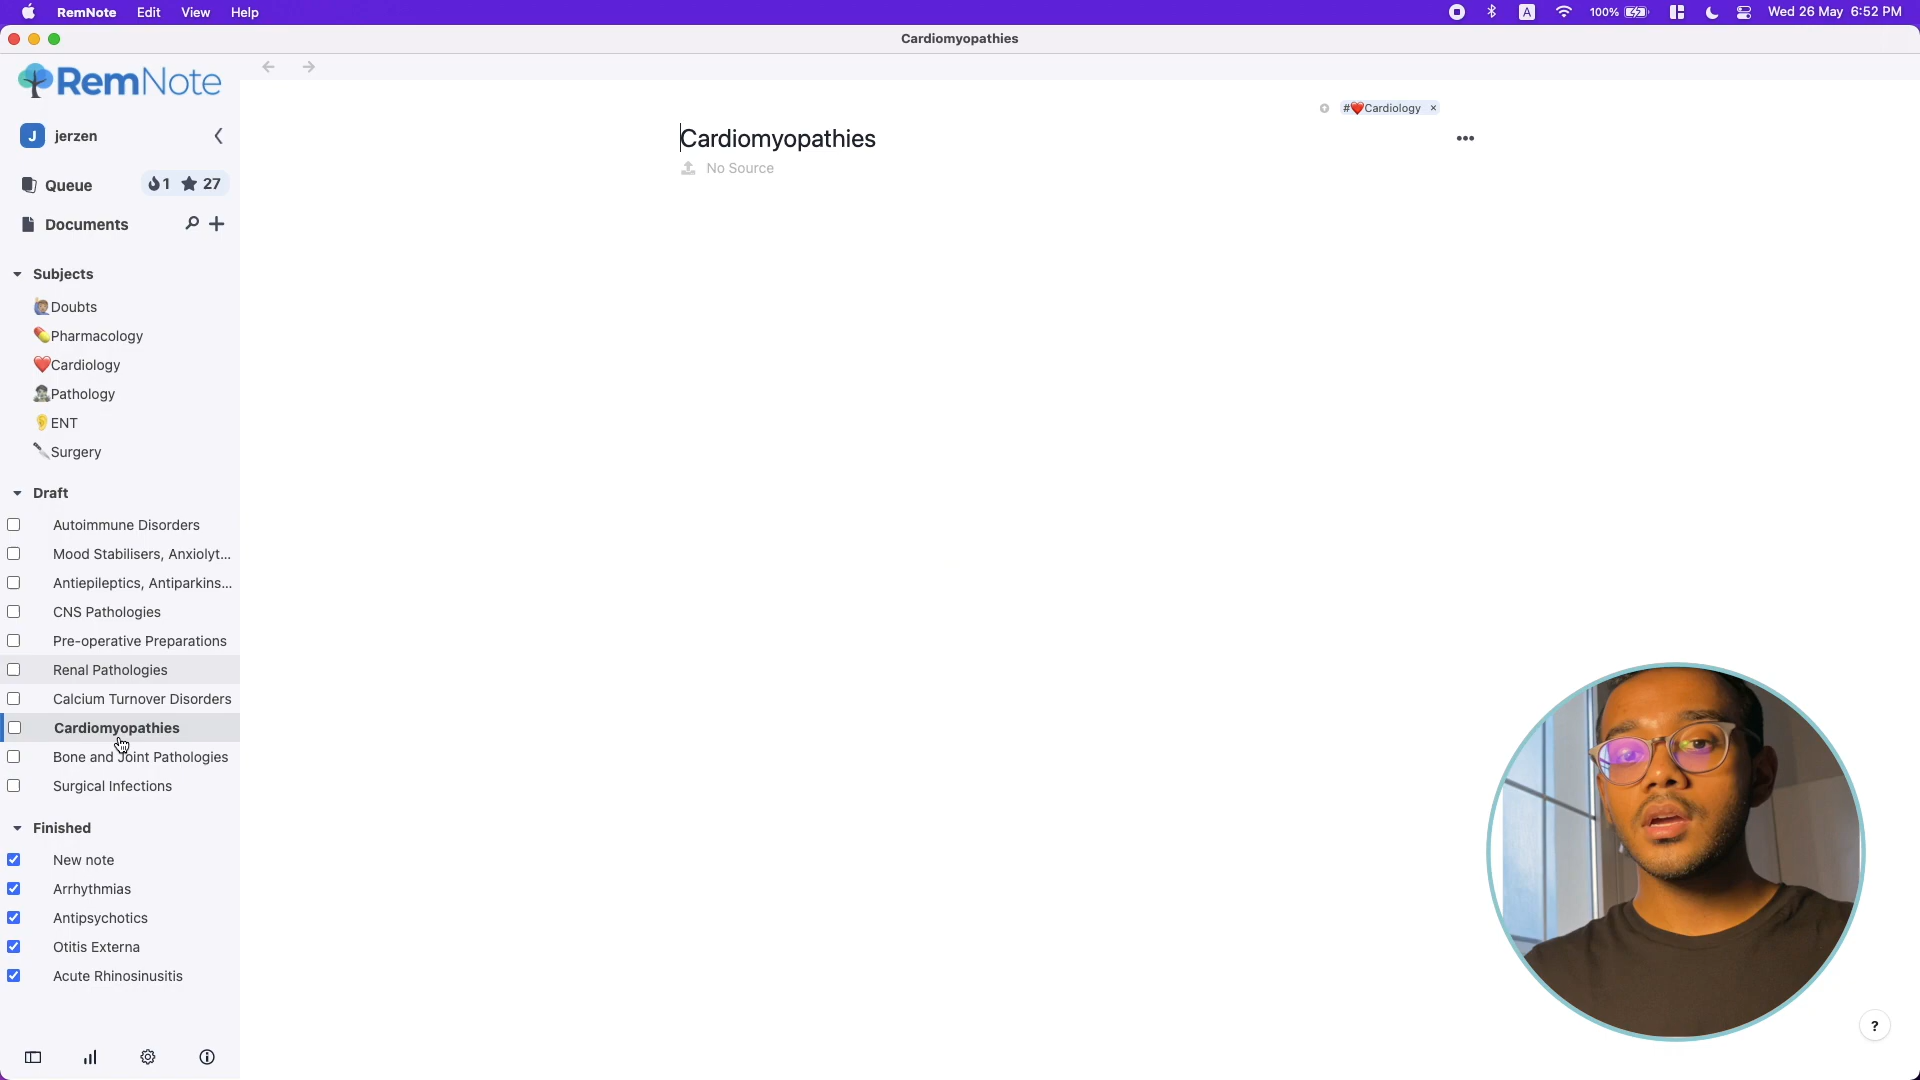 RemNote Edit View Help
A 100% Wed 26 May 6:52 PM
Cardiomyopathies
RemNote
J jerzen
Queue 1 27
Documents
Subjects
Doubts
Pharmacology
Cardiology
Pathology
ENT
Surgery
Draft
Autoimmune Disorders
Mood Stabilisers, Anxiolyt...
Antiepileptics, Antiparkins...
CNS Pathologies
Pre-operative Preparations
Renal Pathologies
Calcium Turnover Disorders
Cardiomyopathies
Bone and Joint Pathologies
Surgical Infections
Finished
New note
Arrhythmias
Antipsychotics
Otitis Externa
Acute Rhinosinusitis
#❤️Cardiology ×
Cardiomyopathies
No Source
?